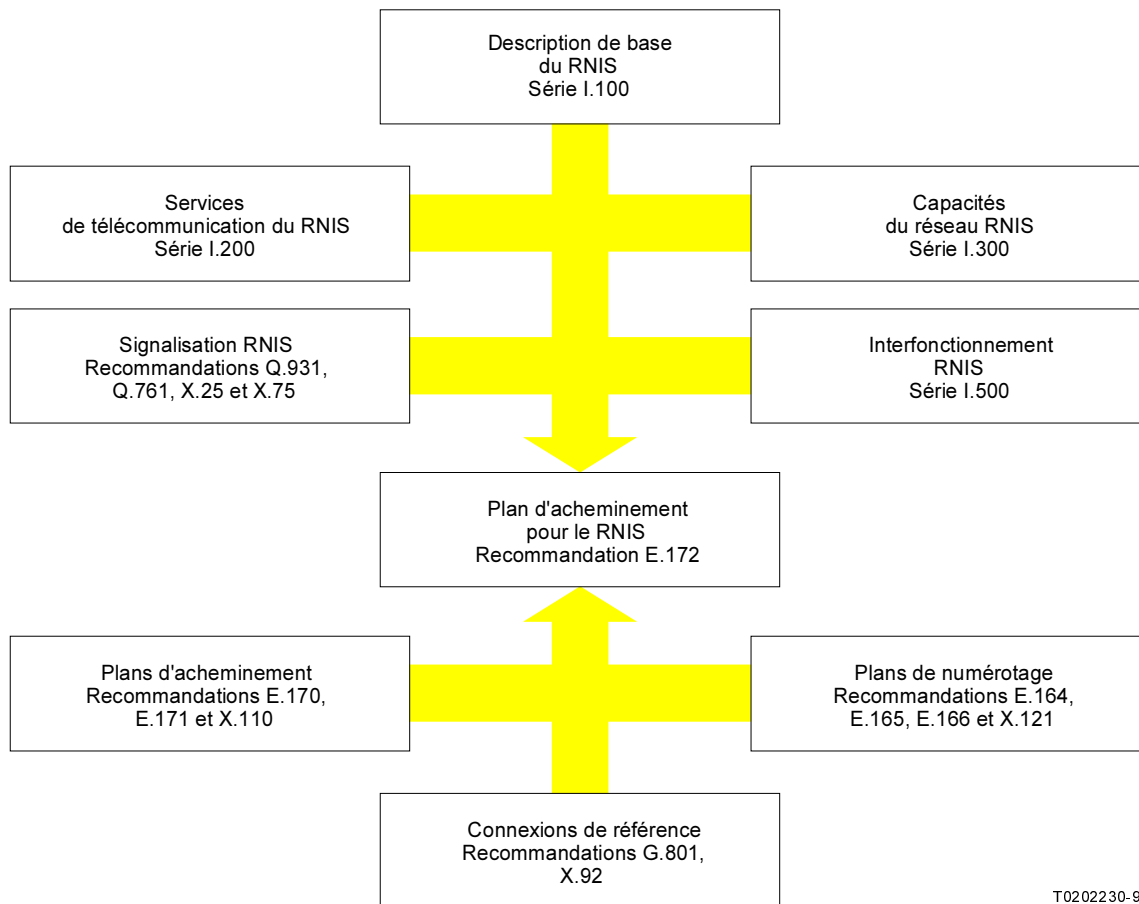 Description de base
du RNIS
Série I.100
Services
de télécommunication du RNIS
Série I.200
Capacités
du réseau RNIS
Série I.300
Signalisation RNIS
Recommandations Q.931,
Q.761, X.25 et X.75
Interfonctionnement
RNIS
Série I.500
Plan d'acheminement
pour le RNIS
Recommandation E.172
Plans d'acheminement
Recommandations E.170,
E.171 et X.110
Plans de numérotage
Recommandations E.164,
E.165, E.166 et X.121
Connexions de référence
Recommandations G.801,
X.92
T0202230-9